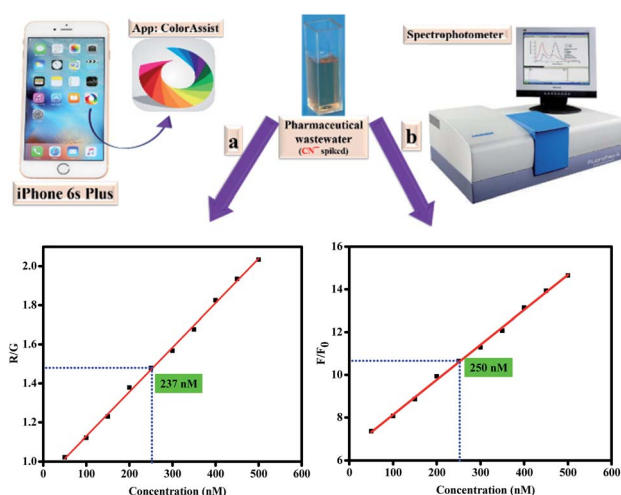 App: ColorAssist
Spectrophotometer
iPhone 6s Plus
a
Pharmaceutical
wastewater
(CN⁻ spiked)
b
R/G
2.0
1.8
1.6
1.4
1.2
1.0
237 nM
0
100
200
300
400
500
600
Concentration (nM)
F/F₀
16
14
12
10
8
6
250 nM
0
100
200
300
400
500
600
Concentration (nM)